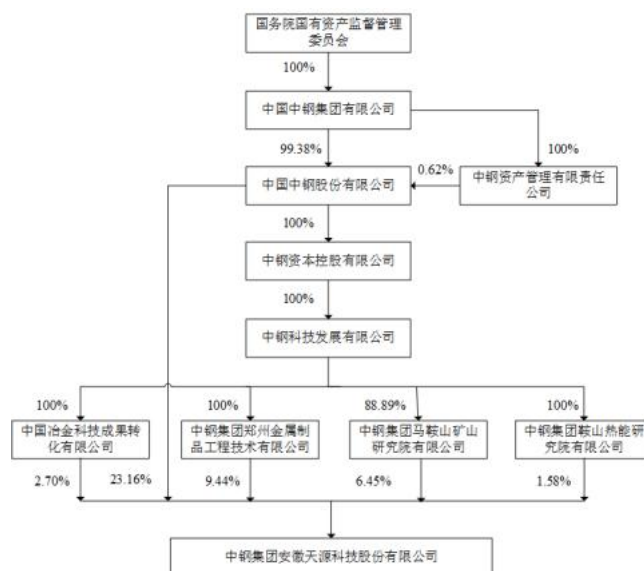 国务院国有资产监督管理
委员会
100%
中国中钢集团有限公司
99.38%
100%
0.62%
中国中钢股份有限公司
中钢资产管理有限责任
公司
100%
中钢资本控股有限公司
100%
中钢科技发展有限公司
100%
100%
88.89%
100%
中国冶金科技成果转
化有限公司
中钢集团郑州金属制
品工程技术有限公司
中钢集团马鞍山矿山
研究院有限公司
中钢集团鞍山热能研
究院有限公司
2.70%
23.16%
9.44%
6.45%
1.58%
中钢集团安徽天源科技股份有限公司